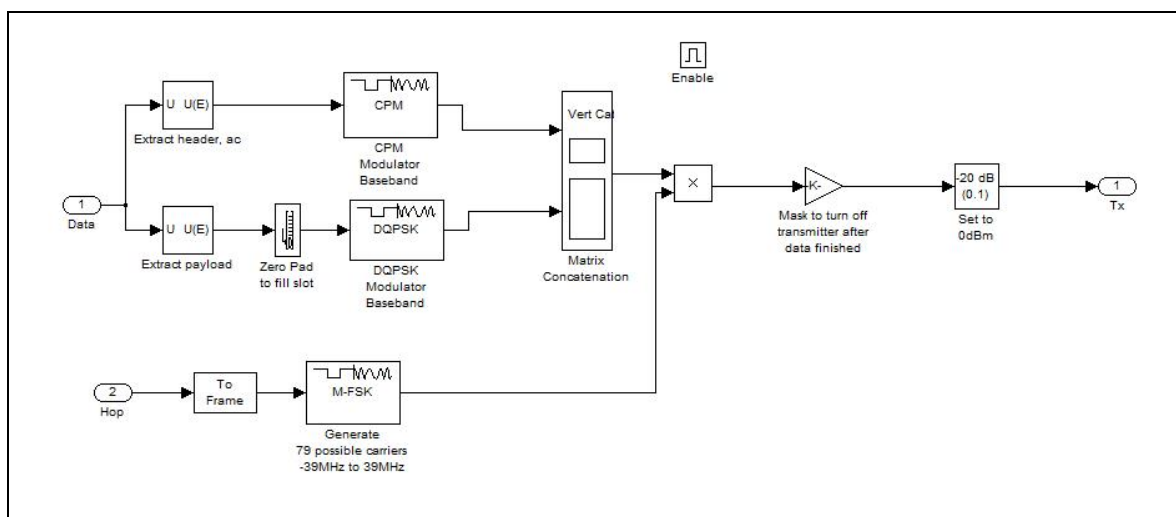 Enable
U U(E)
Extract header, ac
CPM
CPM
Modulator
Baseband
Vert Cat
1
Data
U U(E)
Extract payload
Zero Pad
to fill slot
DQPSK
DQPSK
Modulator
Baseband
Matrix
Concatenation
×
K-
Mask to turn off
transmitter after
data finished
-20 dB
(0.1)
Set to
0dBm
1
Tx
2
Hop
To
Frame
M-FSK
Generate
79 possible carriers
-39MHz to 39MHz